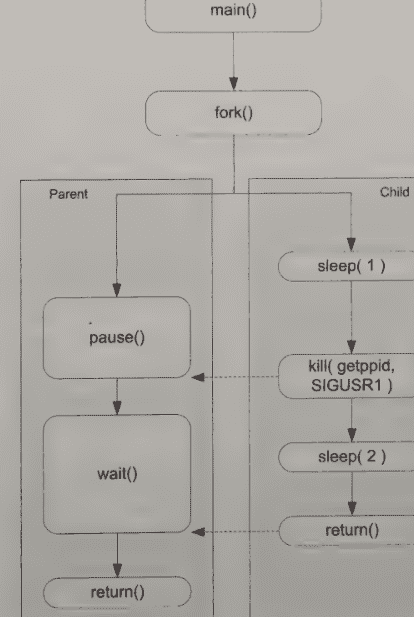 main()
fork()
Parent
Child
sleep( 1 )
pause()
kill( getppid,
SIGUSR1 )
sleep( 2 )
wait()
return()
return()